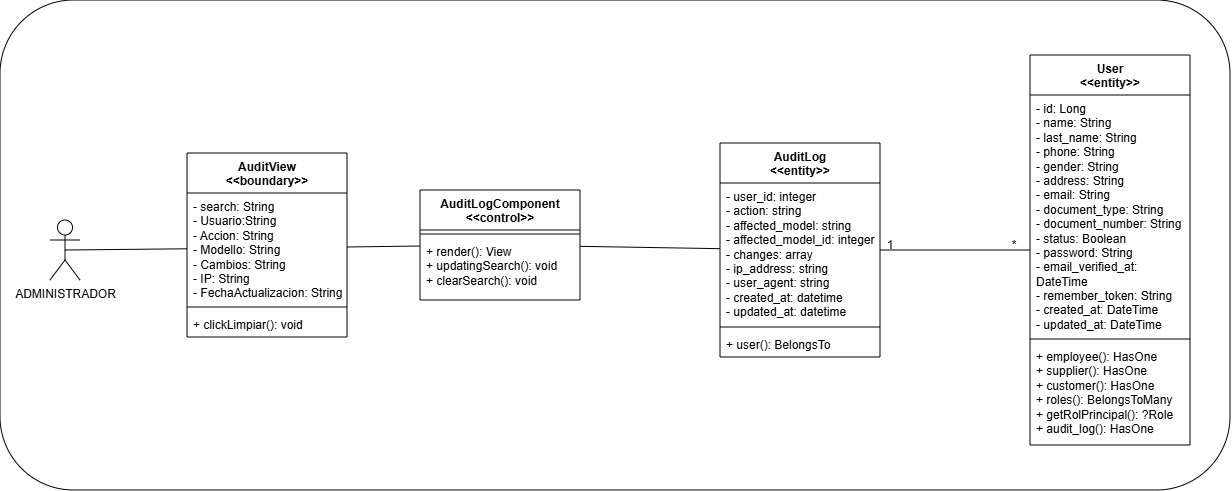 ADMINISTRADOR
AuditView
<<boundary>>
- search: String
- Usuario:String
- Accion: String
- Modello: String
- Cambios: String
- IP: String
- FechaActualizacion: String
+ clickLimpiar(): void
AuditLogComponent
<<control>>
+ render(): View
+ updatingSearch(): void
+ clearSearch(): void
AuditLog
<<entity>>
- user_id: integer
- action: string
- affected_model: string
- affected_model_id: integer
- changes: array
- ip_address: string
- user_agent: string
- created_at: datetime
- updated_at: datetime
+ user(): BelongsTo
1
*
User
<<entity>>
- id: Long
- name: String
- last_name: String
- phone: String
- gender: String
- address: String
- email: String
- document_type: String
- document_number: String
- status: Boolean
- password: String
- email_verified_at:
DateTime
- remember_token: String
- created_at: DateTime
- updated_at: DateTime
+ employee(): HasOne
+ supplier(): HasOne
+ customer(): HasOne
+ roles(): BelongsToMany
+ getRolPrincipal(): ?Role
+ audit_log(): HasOne